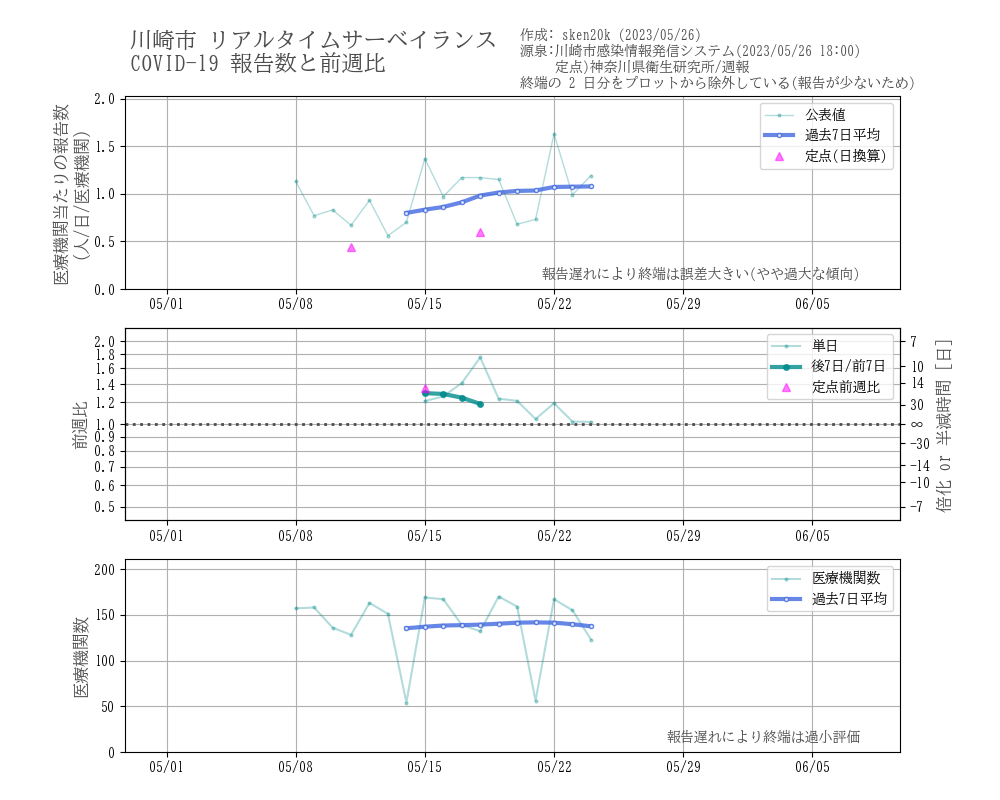 川崎市 リアルタイムサーベイランス
COVID-19 報告数と前週比
作成: sken20k (2023/05/26)
源泉:川崎市感染情報発信システム(2023/05/26 18:00)
定点)神奈川県衛生研究所/週報
終端の 2 日分をプロットから除外している(報告が少ないため)
医療機関当たりの報告数
(人/日/医療機関)
2.0
1.5
1.0
0.5
0.0
公表値
過去7日平均
定点(日換算)
報告遅れにより終端は誤差大きい(やや過大な傾向)
05/01 05/08 05/15 05/22 05/29 06/05
前週比
2.0
1.8
1.6
1.4
1.2
1.0
0.9
0.8
0.7
0.6
0.5
単日
後7日/前7日
定点前週比
7
10
14
30
∞
-30
-14
-10
-7
倍化 or 半減時間 [日]
05/01 05/08 05/15 05/22 05/29 06/05
医療機関数
200
150
100
50
0
医療機関数
過去7日平均
報告遅れにより終端は過小評価
05/01 05/08 05/15 05/22 05/29 06/05